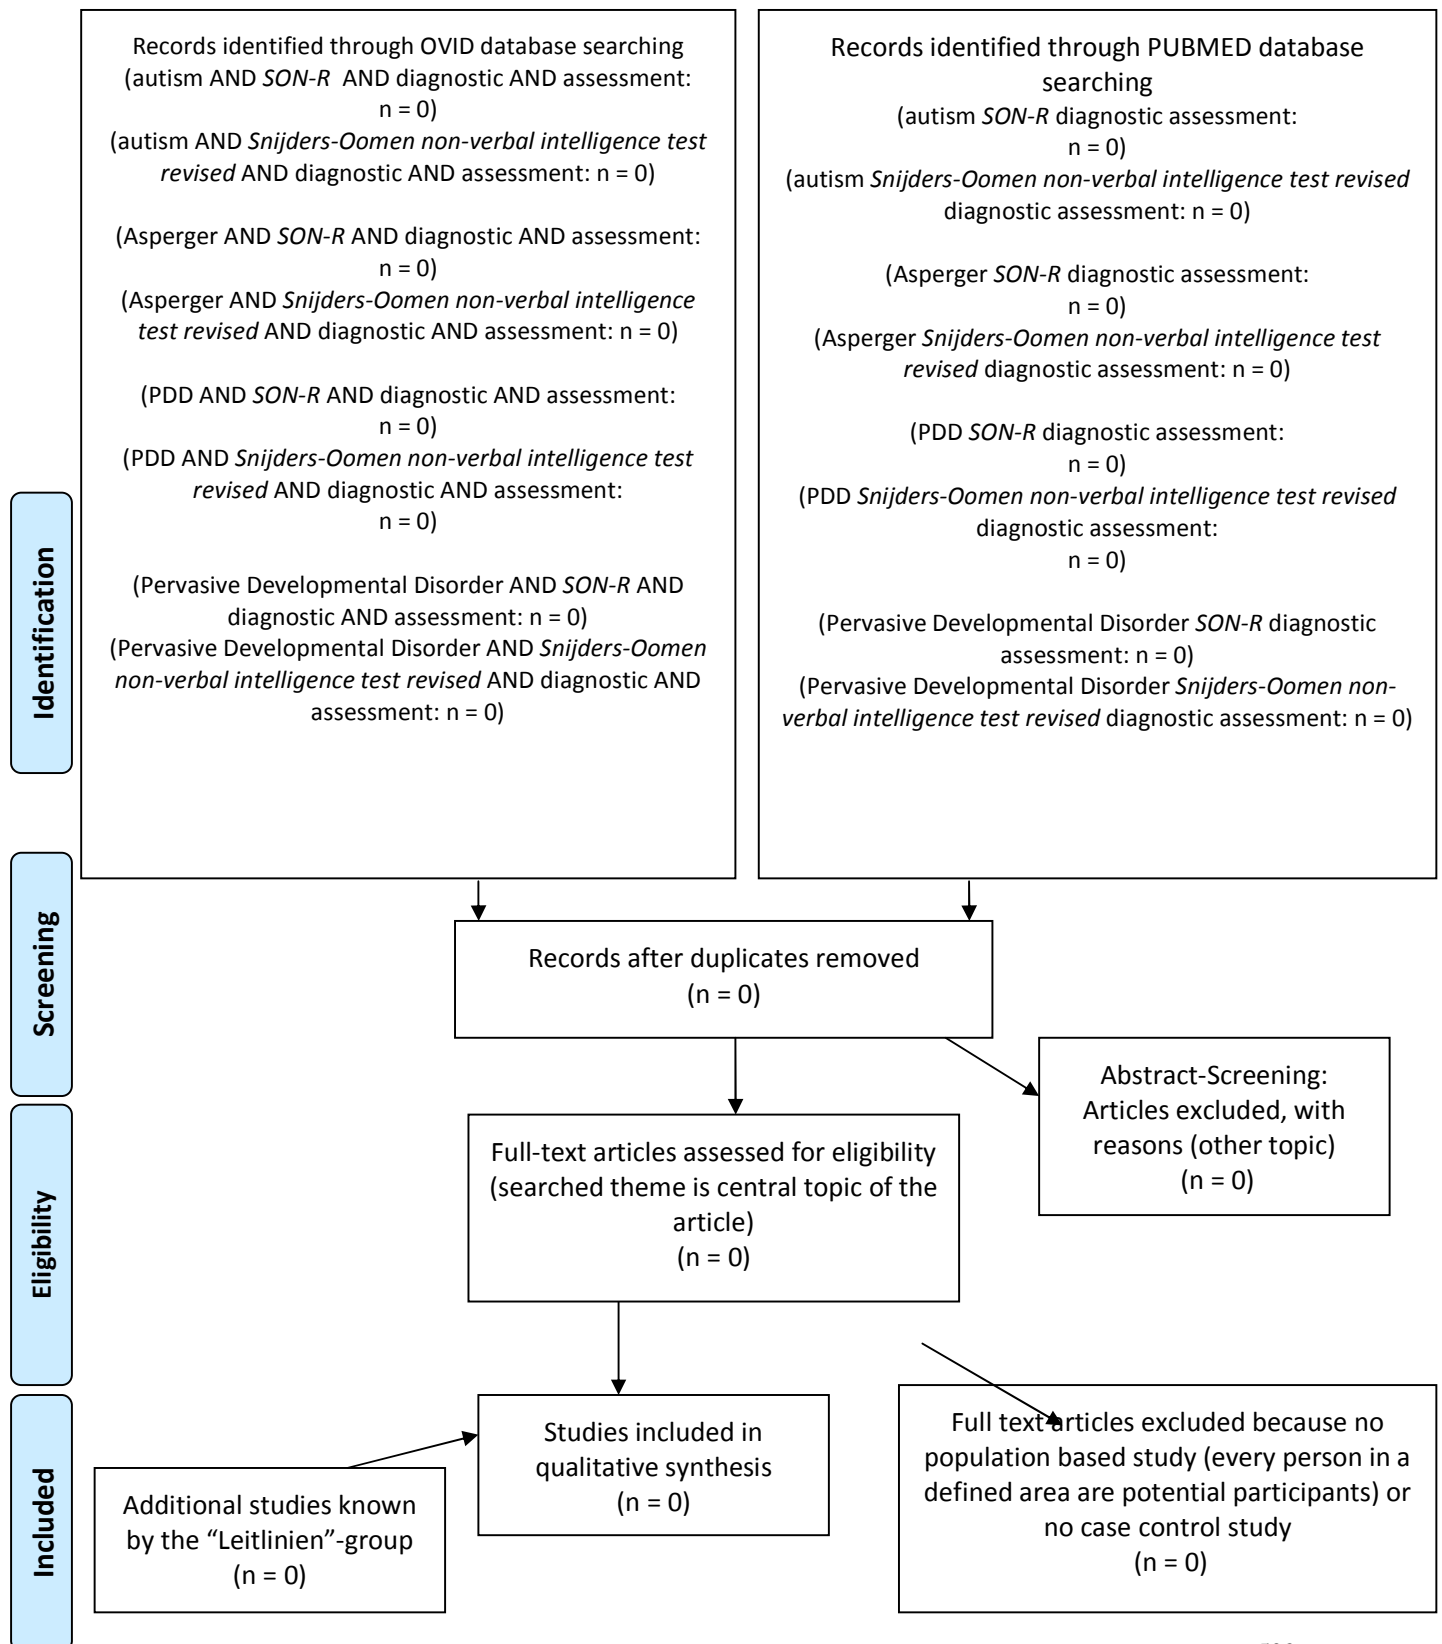 Records identified through OVID database searching
(autism AND SON-R AND diagnostic AND assessment:
n = 0)
(autism AND Snijders-Oomen non-verbal intelligence test
revised AND diagnostic AND assessment: n = 0)
(Asperger AND SON-R AND diagnostic AND assessment:
n = 0)
(Asperger AND Snijders-Oomen non-verbal intelligence
test revised AND diagnostic AND assessment: n = 0)
(PDD AND SON-R AND diagnostic AND assessment:
n = 0)
(PDD AND Snijders-Oomen non-verbal intelligence test
revised AND diagnostic AND assessment:
n = 0)
(Pervasive Developmental Disorder AND SON-R AND
diagnostic AND assessment: n = 0)
(Pervasive Developmental Disorder AND Snijders-Oomen
non-verbal intelligence test revised AND diagnostic AND
assessment: n = 0)
Records identified through PUBMED database
searching
(autism SON-R diagnostic assessment:
n = 0)
(autism Snijders-Oomen non-verbal intelligence test revised
diagnostic assessment: n = 0)
(Asperger SON-R diagnostic assessment:
n = 0)
(Asperger Snijders-Oomen non-verbal intelligence test
revised diagnostic assessment: n = 0)
(PDD SON-R diagnostic assessment:
n = 0)
(PDD Snijders-Oomen non-verbal intelligence test revised
diagnostic assessment:
n = 0)
(Pervasive Developmental Disorder SON-R diagnostic
assessment: n = 0)
(Pervasive Developmental Disorder Snijders-Oomen non-
verbal intelligence test revised diagnostic assessment: n = 0)
Identification
Screening
Records after duplicates removed
(n = 0)
Abstract-Screening:
Articles excluded, with
reasons (other topic)
(n = 0)
Eligibility
Full-text articles assessed for eligibility
(searched theme is central topic of the
article)
(n = 0)
Included
Studies included in
qualitative synthesis
(n = 0)
Additional studies known
by the “Leitlinien”-group
(n = 0)
Full text articles excluded because no
population based study (every person in a
defined area are potential participants) or
no case control study
(n = 0)